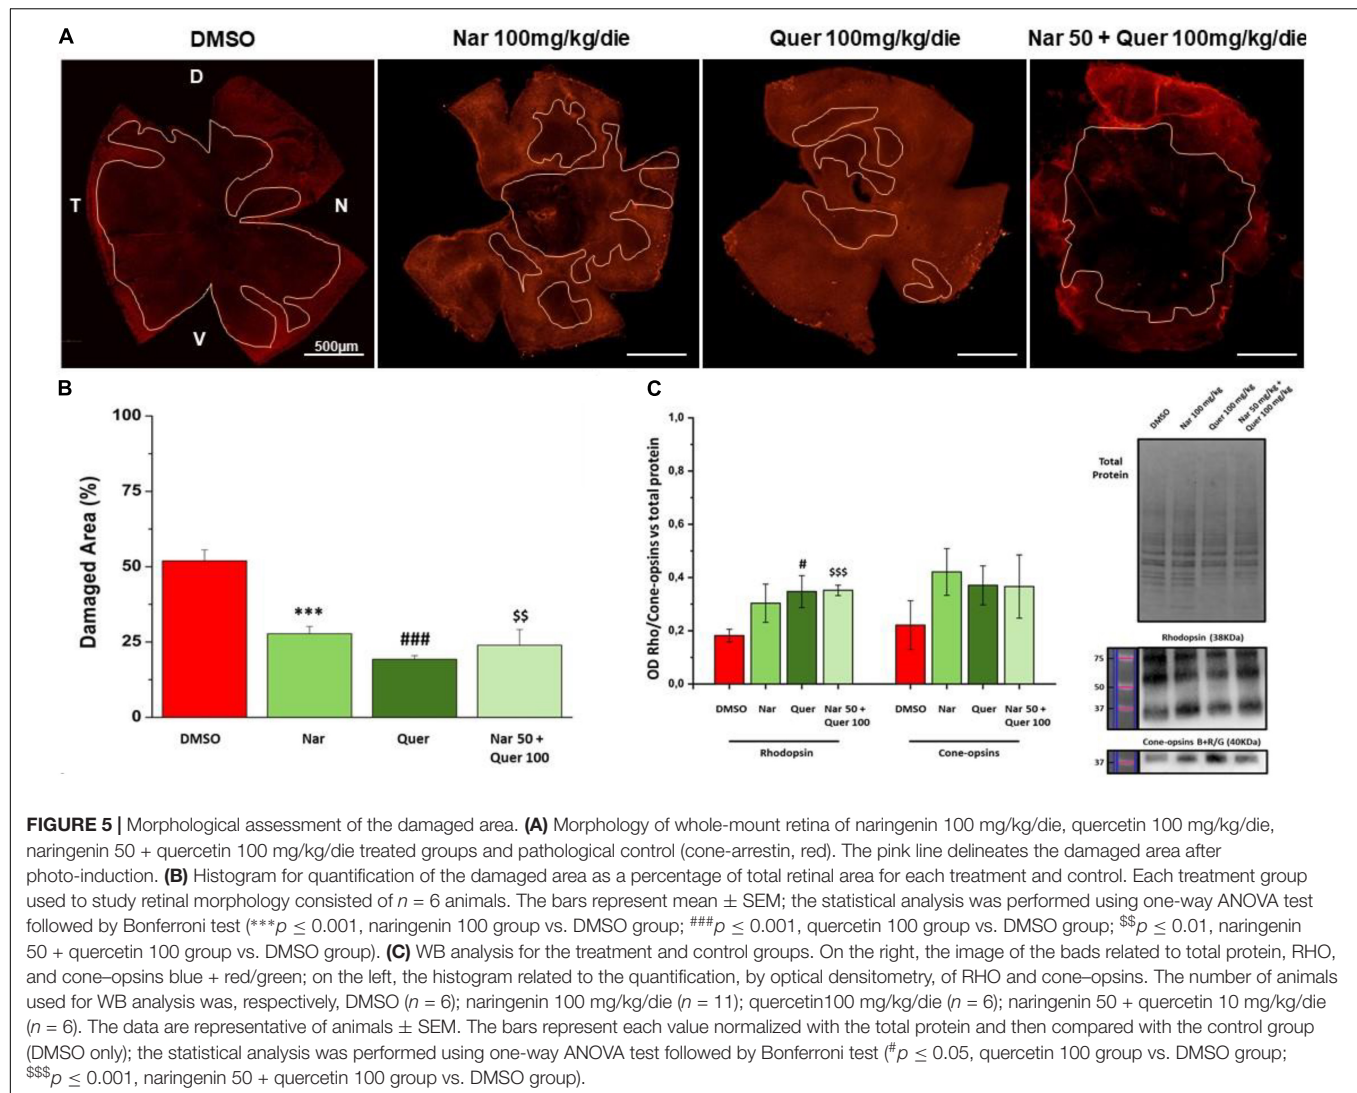 A
DMSO
Nar 100mg/kg/die
Quer 100mg/kg/die
Nar 50 + Quer 100mg/kg/die
D
T
N
V
500µm
B
Damaged Area (%)
100
75
50
25
0
***
###
$$
DMSO
Nar
Quer
Nar 50 +
Quer 100
C
OD Rho/Cone-opsins vs total protein
1,0
0,8
0,6
0,4
0,2
0,0
#
$$$
DMSO
Nar
Quer
Nar 50 +
Quer 100
DMSO
Nar
Quer
Nar 50 +
Quer 100
Rhodopsin
Cone-opsins
DMSO
Nar 100 mg/kg
Quer 100 mg/kg
Nar 50 mg/kg +
Quer 100 mg/kg
Total
Protein
Rhodopsin (38KDa)
75
50
37
Cone-opsins B+R/G (40KDa)
37
FIGURE 5 | Morphological assessment of the damaged area. (A) Morphology of whole-mount retina of naringenin 100 mg/kg/die, quercetin 100 mg/kg/die,
naringenin 50 + quercetin 100 mg/kg/die treated groups and pathological control (cone-arrestin, red). The pink line delineates the damaged area after
photo-induction. (B) Histogram for quantification of the damaged area as a percentage of total retinal area for each treatment and control. Each treatment group
used to study retinal morphology consisted of n = 6 animals. The bars represent mean ± SEM; the statistical analysis was performed using one-way ANOVA test
followed by Bonferroni test (***p ≤ 0.001, naringenin 100 group vs. DMSO group; ###p ≤ 0.001, quercetin 100 group vs. DMSO group; $$p ≤ 0.01, naringenin
50 + quercetin 100 group vs. DMSO group). (C) WB analysis for the treatment and control groups. On the right, the image of the bads related to total protein, RHO,
and cone–opsins blue + red/green; on the left, the histogram related to the quantification, by optical densitometry, of RHO and cone–opsins. The number of animals
used for WB analysis was, respectively, DMSO (n = 6); naringenin 100 mg/kg/die (n = 11); quercetin100 mg/kg/die (n = 6); naringenin 50 + quercetin 10 mg/kg/die
(n = 6). The data are representative of animals ± SEM. The bars represent each value normalized with the total protein and then compared with the control group
(DMSO only); the statistical analysis was performed using one-way ANOVA test followed by Bonferroni test (#p ≤ 0.05, quercetin 100 group vs. DMSO group;
$$$p ≤ 0.001, naringenin 50 + quercetin 100 group vs. DMSO group).